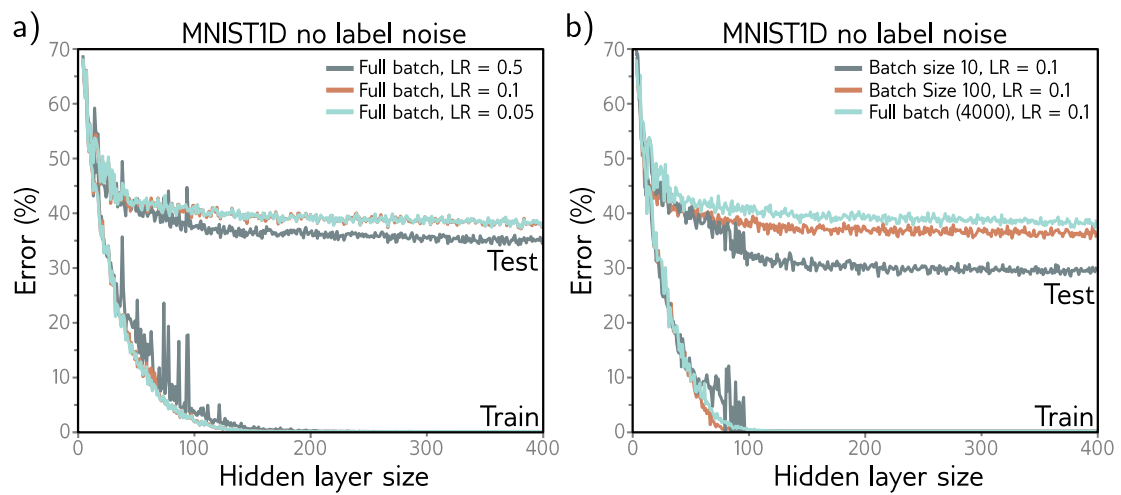 a)
MNIST1D no label noise
Full batch, LR = 0.5
Full batch, LR = 0.1
Full batch, LR = 0.05
70
60
50
40
30
20
10
0
Error (%)
Test
Train
0
100
200
300
400
Hidden layer size
b)
MNIST1D no label noise
Batch size 10, LR = 0.1
Batch Size 100, LR = 0.1
Full batch (4000), LR = 0.1
70
60
50
40
30
20
10
0
Error (%)
Test
Train
0
100
200
300
400
Hidden layer size